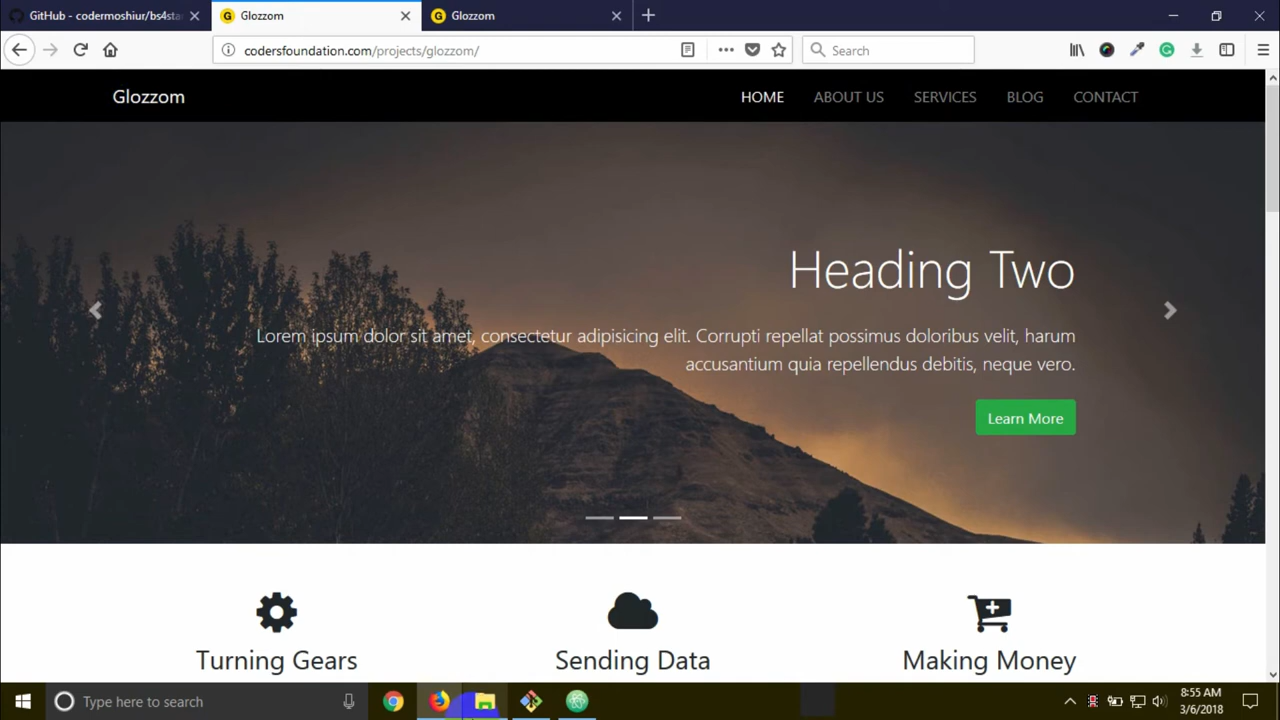 GitHub - codermoshiur/bs4sta
Glozzom
Glozzom
codersfoundation.com/projects/glozzom/
Search
Glozzom
HOME
ABOUT US
SERVICES
BLOG
CONTACT
Heading Two
Lorem ipsum dolor sit amet, consectetur adipisicing elit. Corrupti repellat possimus doloribus velit, harum
accusantium quia repellendus debitis, neque vero.
Learn More
Turning Gears
Sending Data
Making Money
Type here to search
8:55 AM
3/6/2018